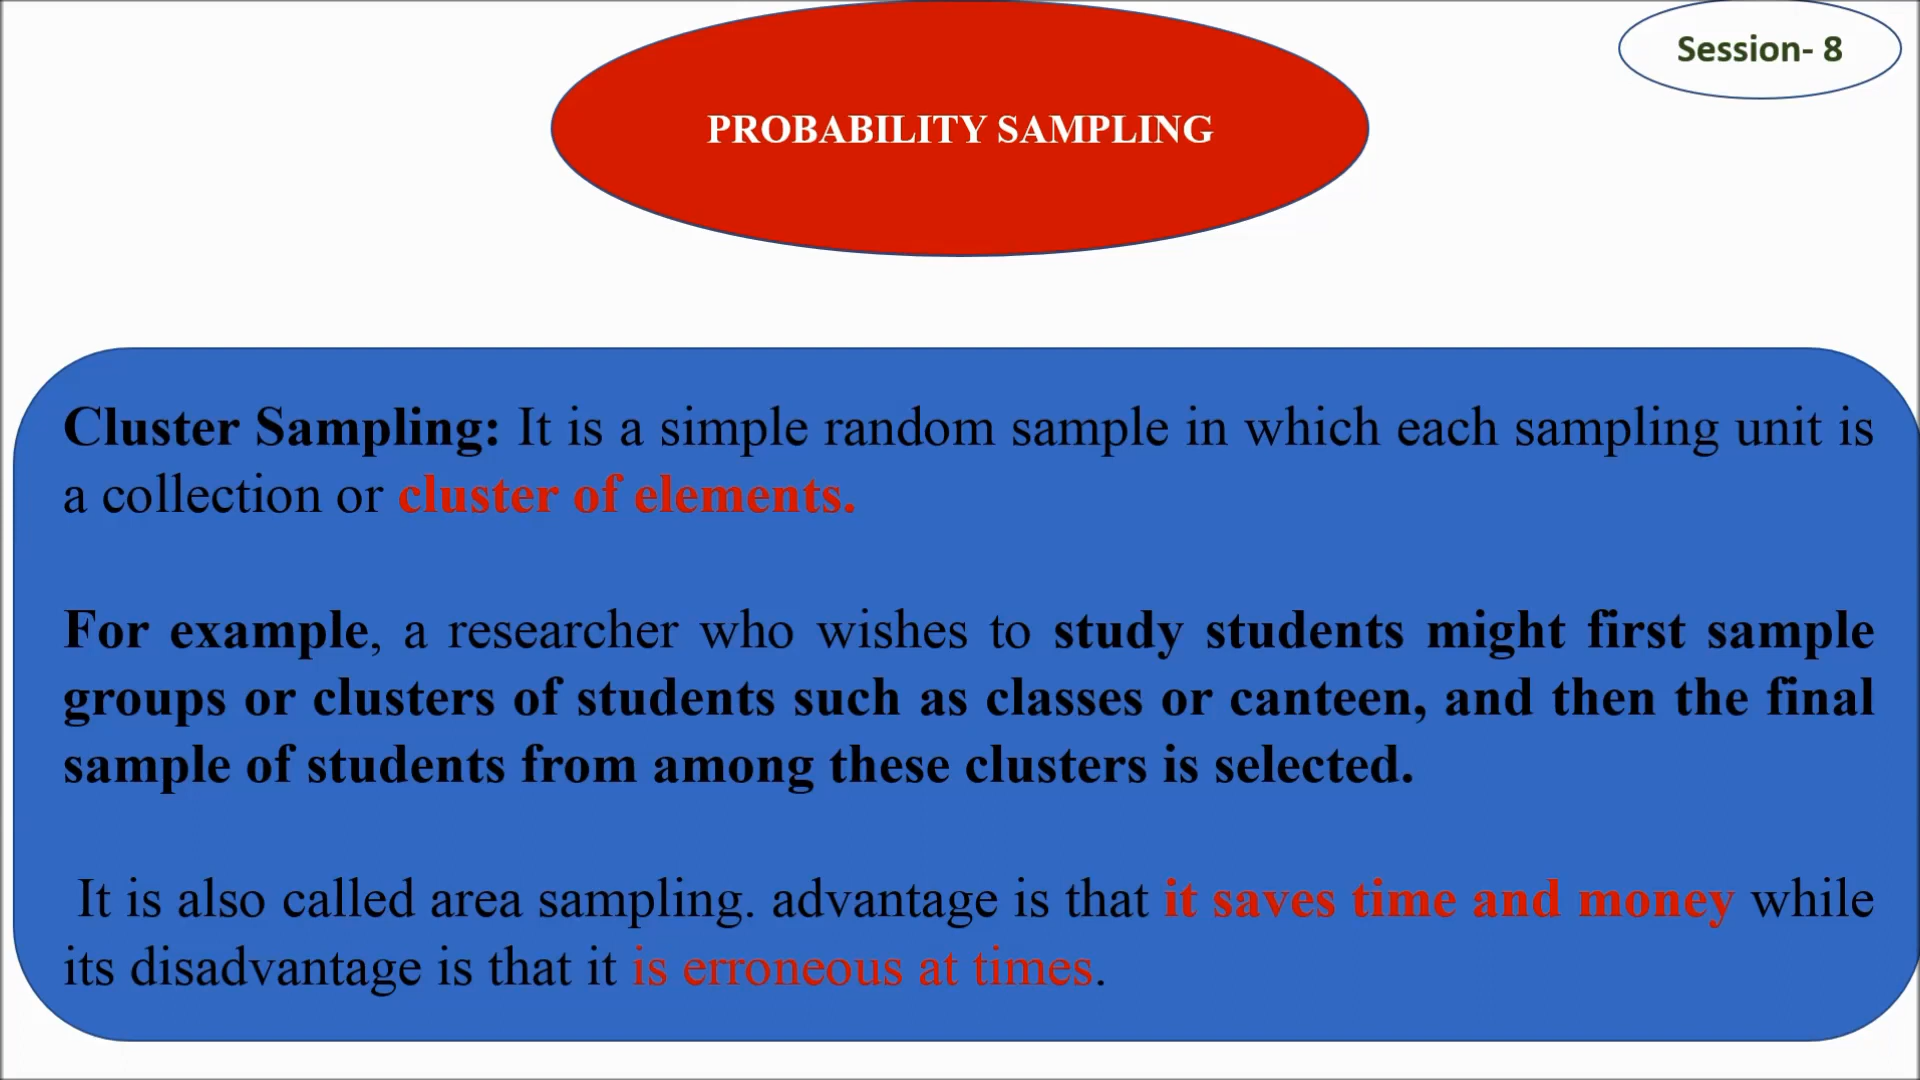 Session- 8
PROBABILITY SAMPLING
Cluster Sampling: It is a simple random sample in which each sampling unit is
a collection or cluster of elements.
For example, a researcher who wishes to study students might first sample
groups or clusters of students such as classes or canteen, and then the final
sample of students from among these clusters is selected.
It is also called area sampling. advantage is that it saves time and money while
its disadvantage is that it is erroneous at times.